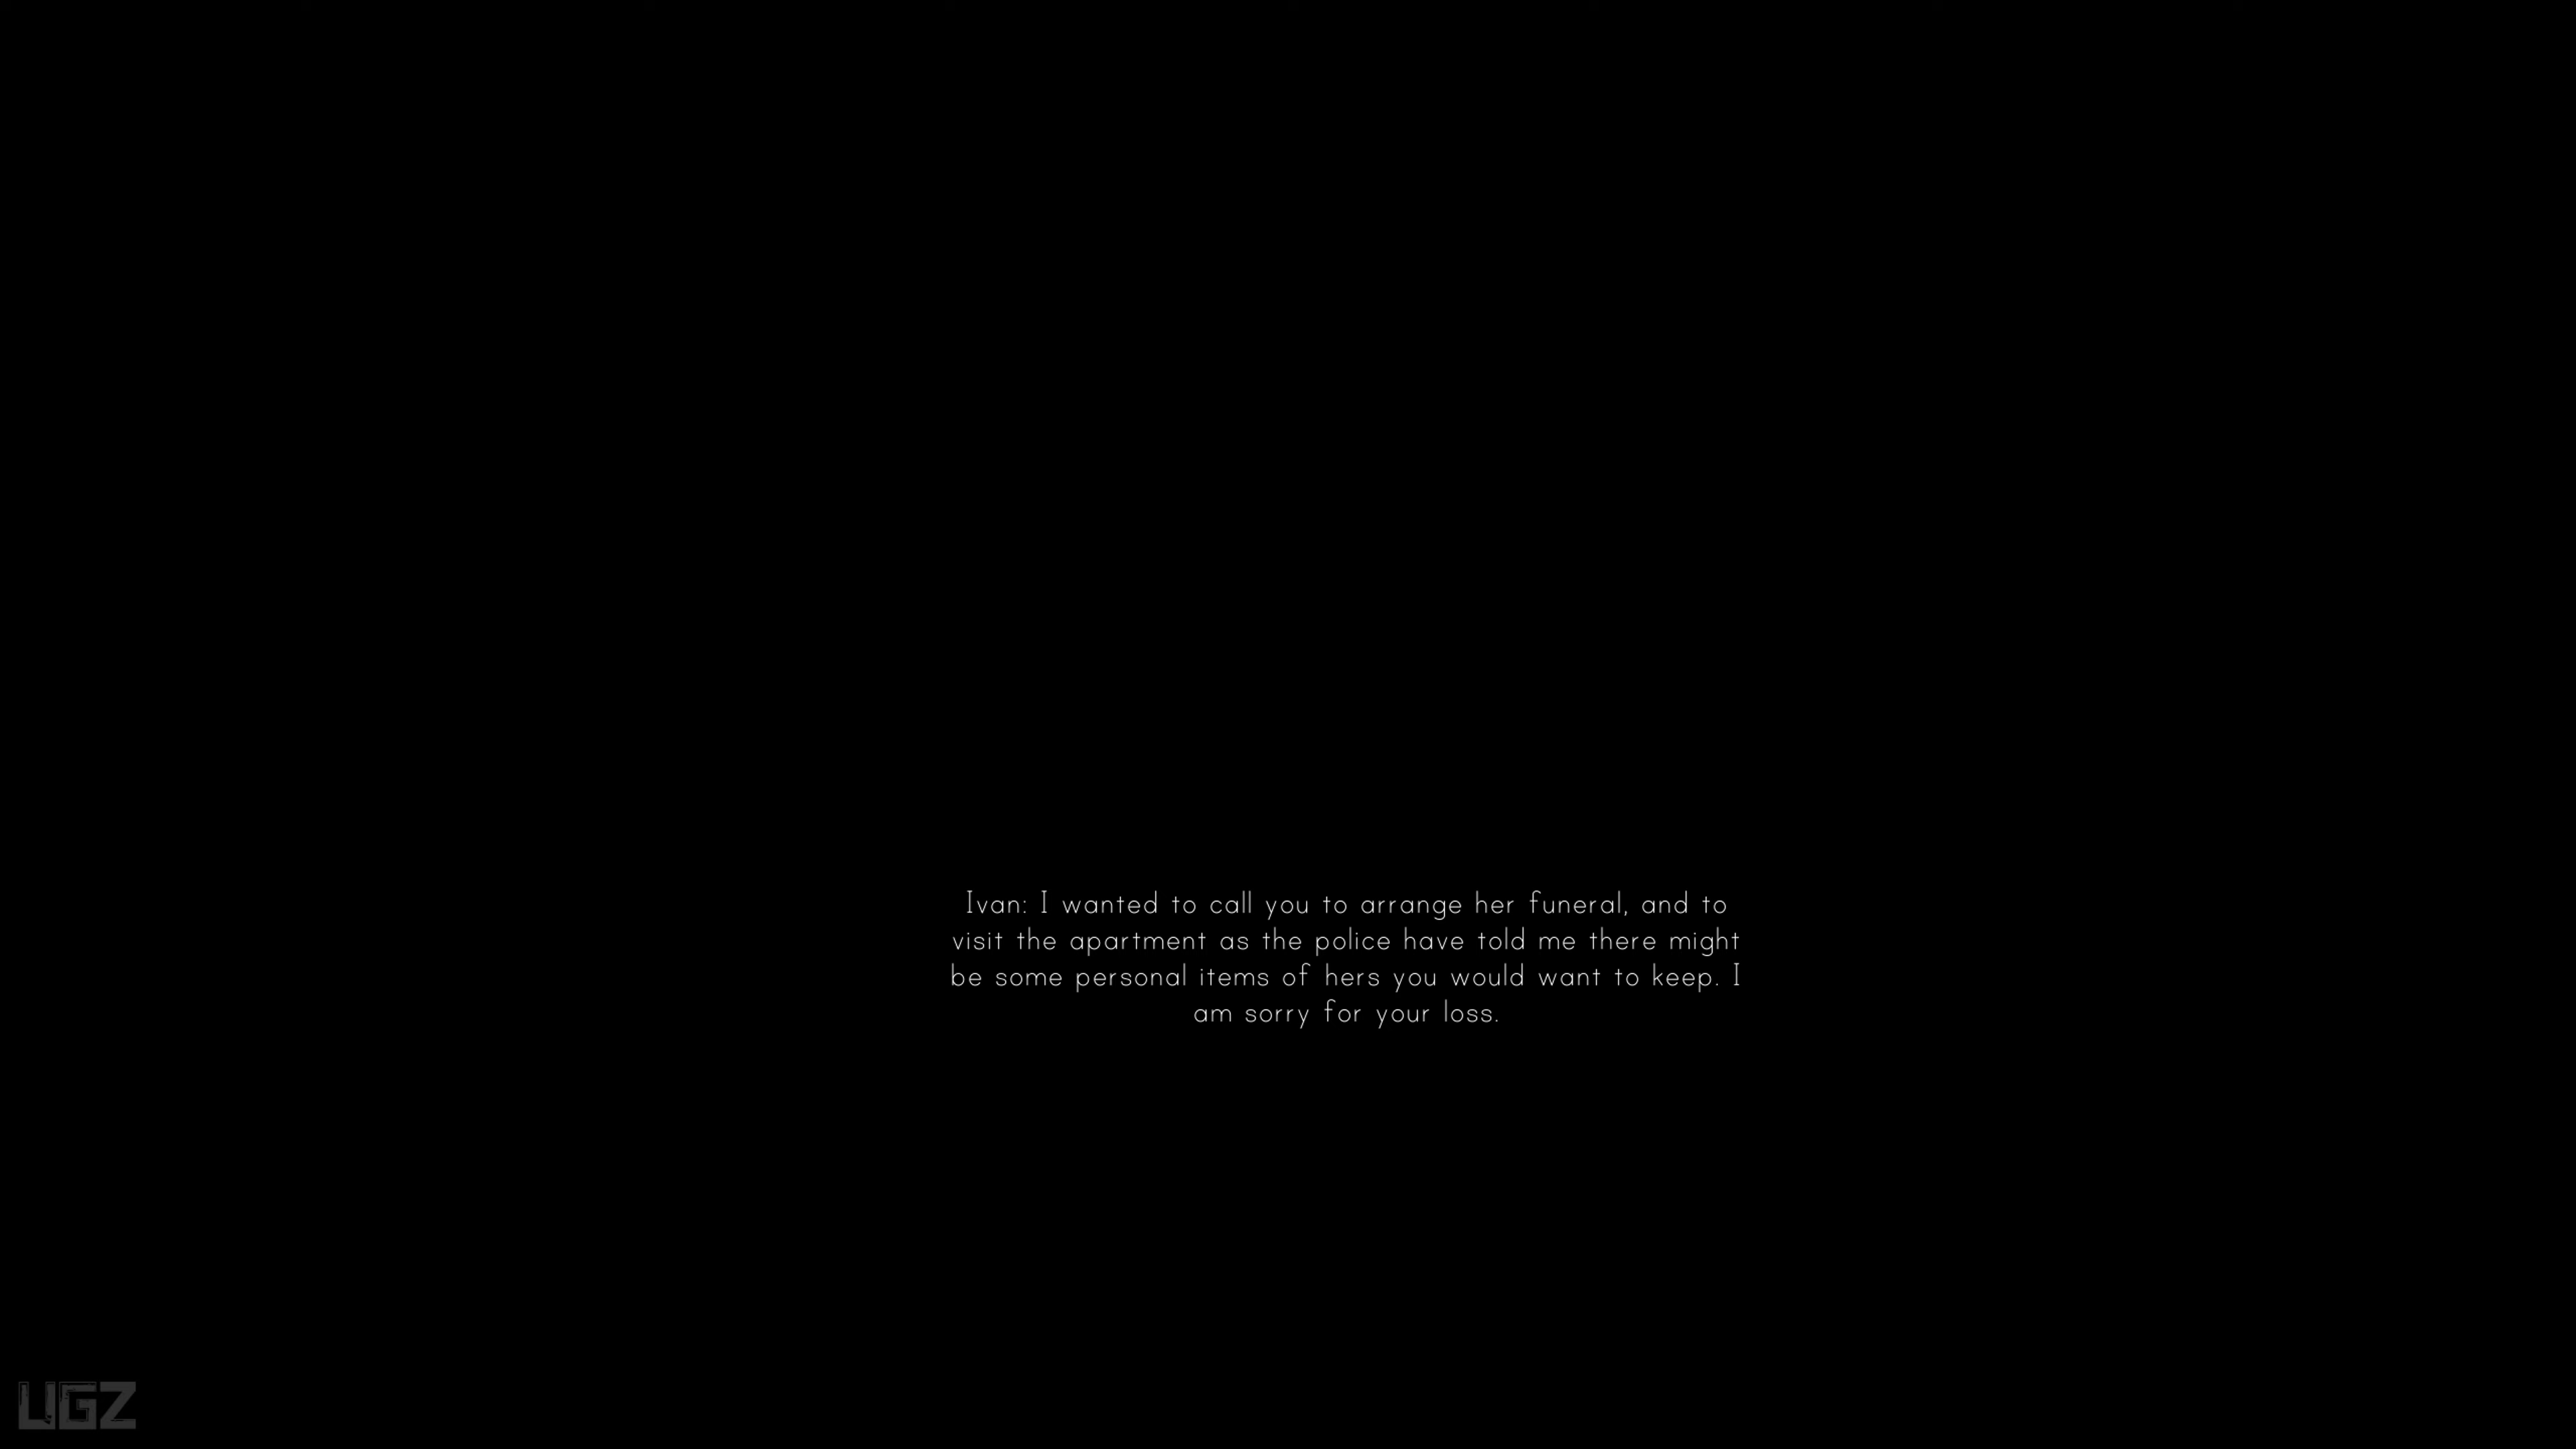 Ivan: I wanted to call you to arrange her funeral, and to
visit the apartment as the police have told me there might
be some personal items of hers you would want to keep. I
am sorry for your loss.
UGZ